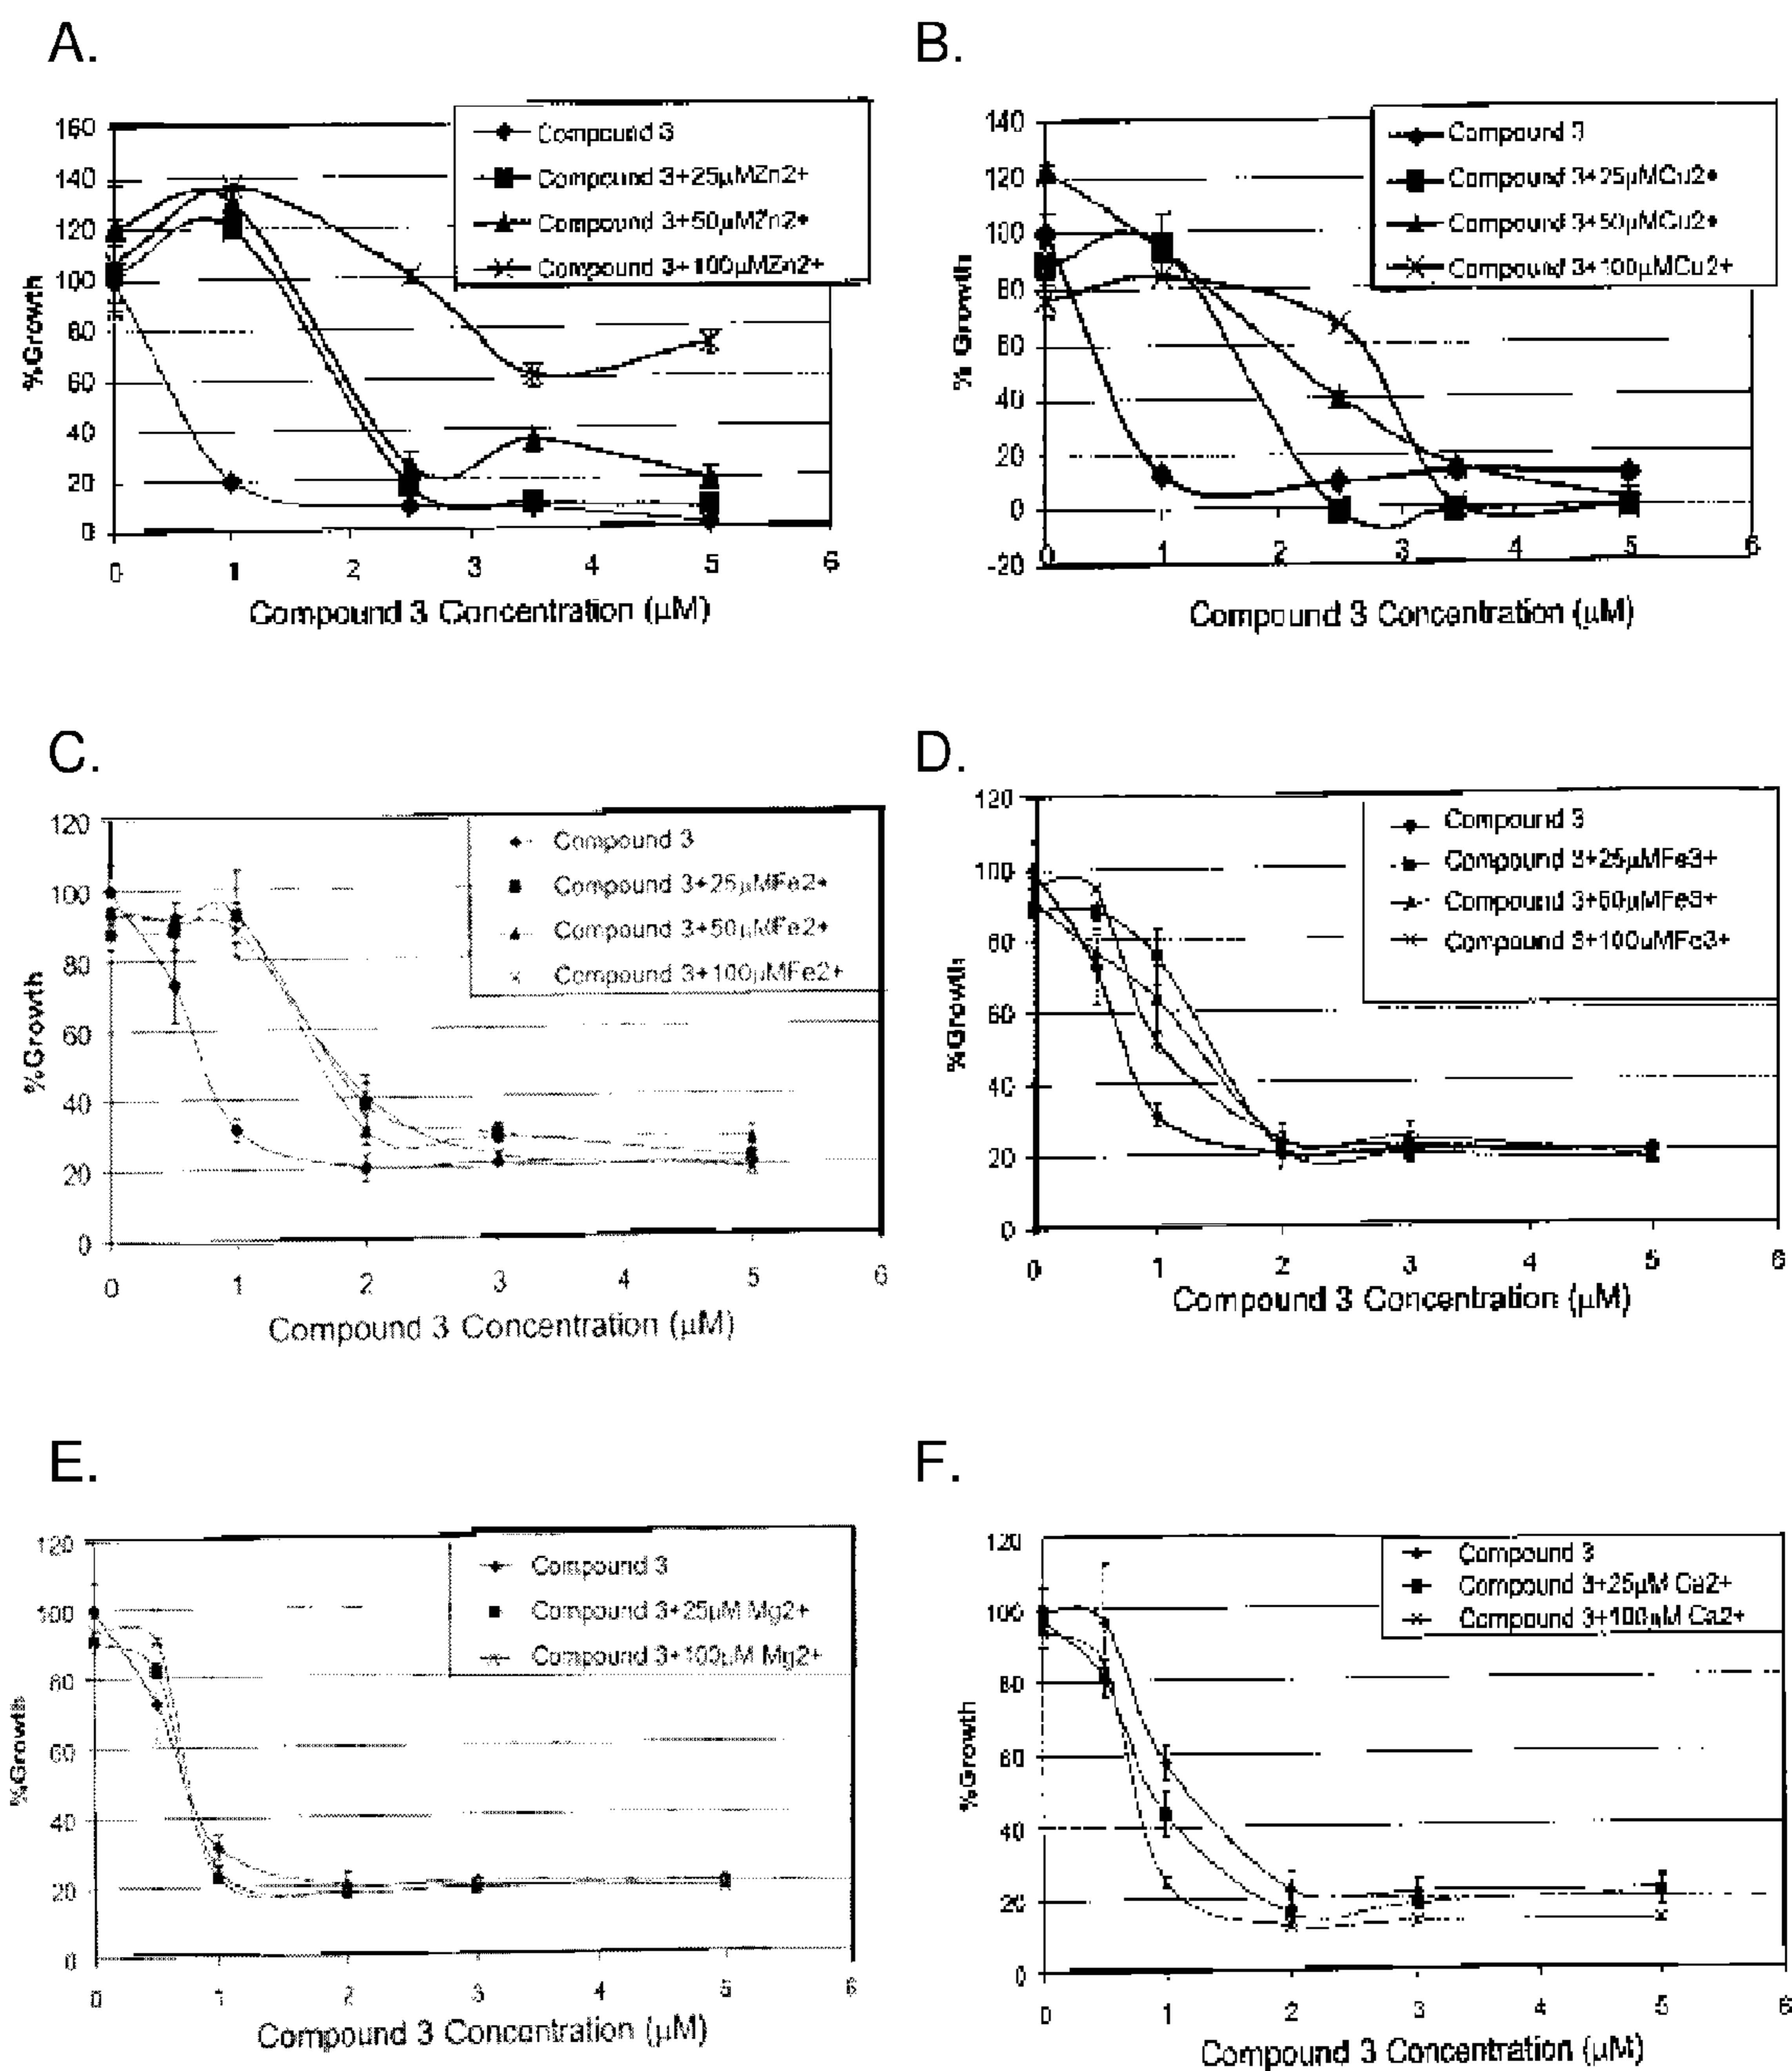 A.
160
140
120
100
80
60
40
20
0
0 1 2 3 4 5 6
%Growth
Compound 3
Compound 3+25µMZn2+
Compound 3+50µMZn2+
Compound 3+100µMZn2+
Compound 3 Concentration (µM)
B.
140
120
100
80
60
40
20
0
-20
0 1 2 3 4 5 6
% Growth
Compound 3
Compound 3+25µMCu2+
Compound 3+50µMCu2+
Compound 3+100µMCu2+
Compound 3 Concentration (µM)
C.
120
100
80
60
40
20
0
0 1 2 3 4 5 6
%Growth
Compound 3
Compound 3+25µMFe2+
Compound 3+50µMFe2+
Compound 3+100µMFe2+
Compound 3 Concentration (µM)
D.
120
100
80
60
40
20
0
0 1 2 3 4 5 6
%Growth
Compound 3
Compound 3+25µMFe3+
Compound 3+50µMFe3+
Compound 3+100µMFe3+
Compound 3 Concentration (µM)
E.
120
100
80
60
40
20
0
0 1 2 3 4 5 6
%Growth
Compound 3
Compound 3+25µM Mg2+
Compound 3+100µM Mg2+
Compound 3 Concentration (µM)
F.
120
100
80
60
40
20
0
0 1 2 3 4 5 6
%Growth
Compound 3
Compound 3+25µM Ca2+
Compound 3+100µM Ca2+
Compound 3 Concentration (µM)